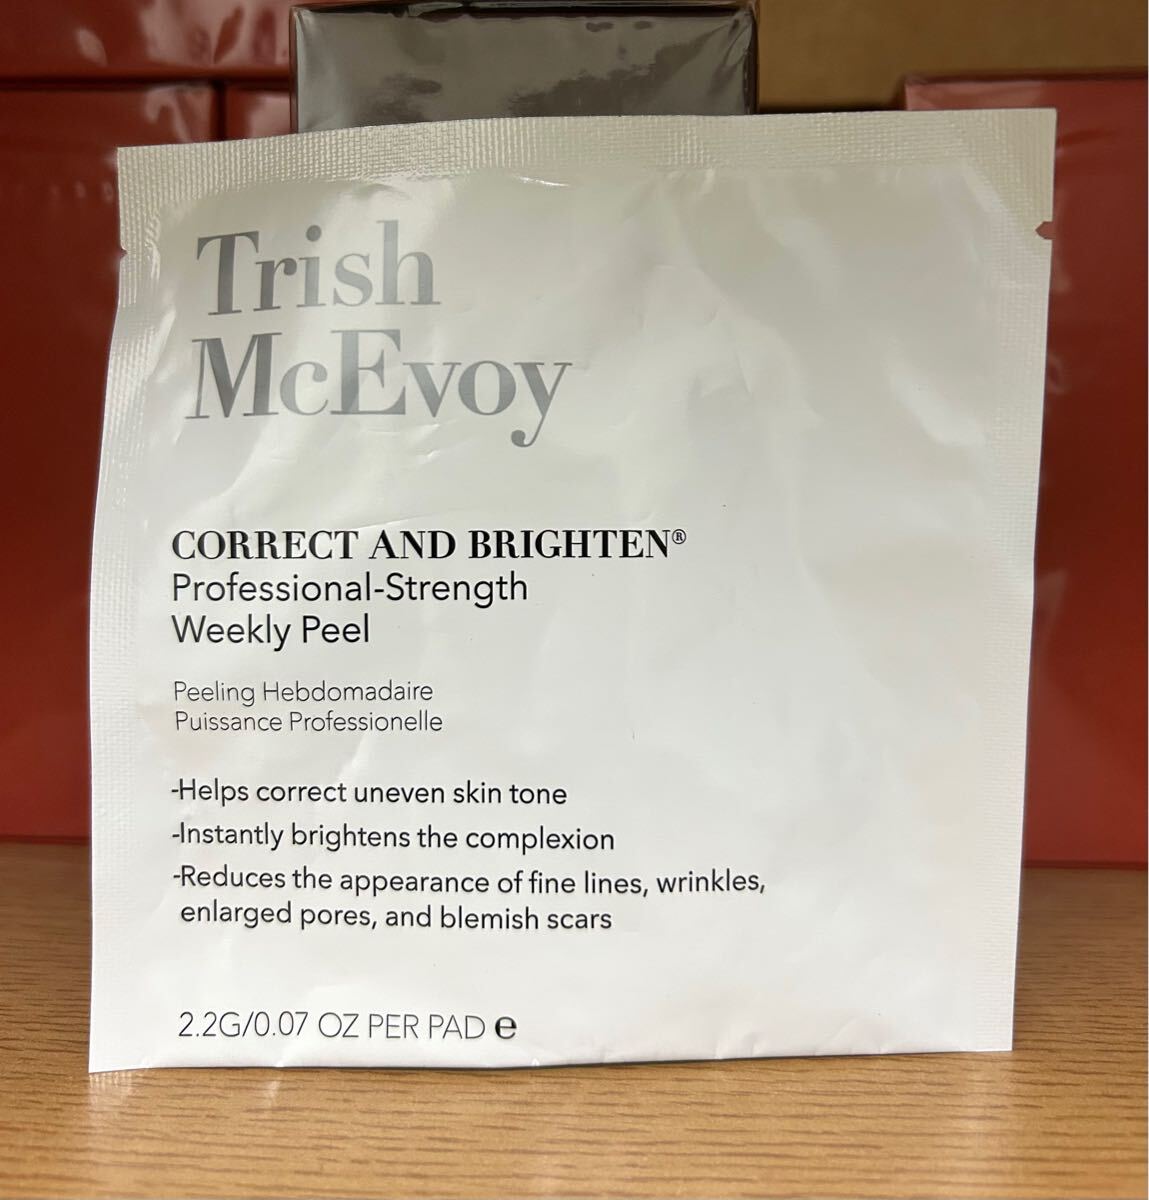 Trish
McEvoy
CORRECT AND BRIGHTEN®
Professional-Strength
Weekly Peel
Peeling Hebdomadaire
Puissance Professionelle
-Helps correct uneven skin tone
-Instantly brightens the complexion
-Reduces the appearance of fine lines, wrinkles,
enlarged pores, and blemish scars
2.2G/0.07 OZ PER PAD ℮